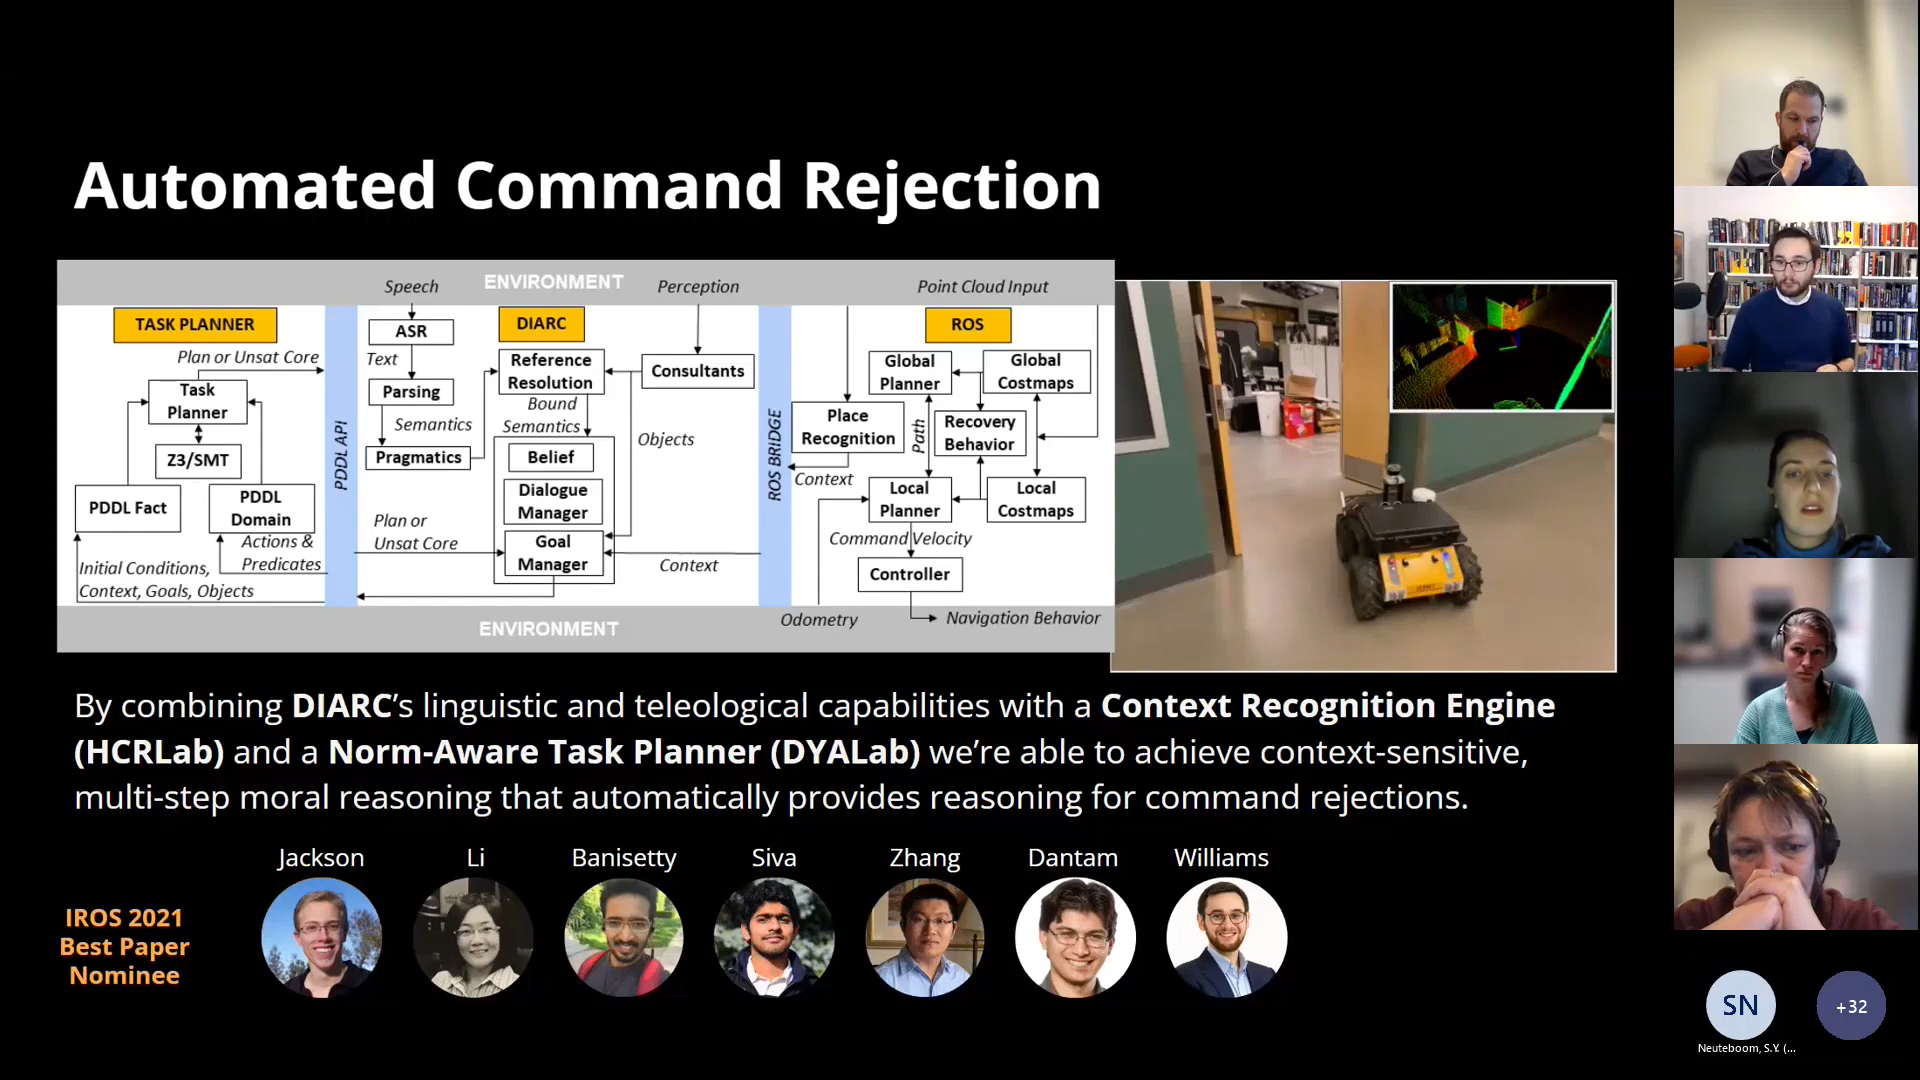 Automated Command Rejection
Speech
ENVIRONMENT
Perception
Point Cloud Input
TASK PLANNER
Plan or Unsat Core
Task
Planner
Z3/SMT
PDDL Fact
PDDL
Domain
Actions &
Predicates
Initial Conditions,
Context, Goals, Objects
PDDL API
ASR
DIARC
Text
Parsing
Semantics
Pragmatics
Reference
Resolution
Bound
Semantics
Consultants
Objects
Belief
Dialogue
Manager
Goal
Manager
Plan or
Unsat Core
Context
ROS BRIDGE
ROS
Global
Planner
Global
Costmaps
Place
Recognition
Path
Recovery
Behavior
Context
Local
Planner
Local
Costmaps
Command Velocity
Controller
Odometry
Navigation Behavior
ENVIRONMENT
By combining DIARC’s linguistic and teleological capabilities with a Context Recognition Engine
(HCRLab) and a Norm-Aware Task Planner (DYALab) we’re able to achieve context-sensitive,
multi-step moral reasoning that automatically provides reasoning for command rejections.
Jackson Li Banisetty Siva Zhang Dantam Williams
IROS 2021
Best Paper
Nominee
SN
+32
Neuteboom, S.Y. (...